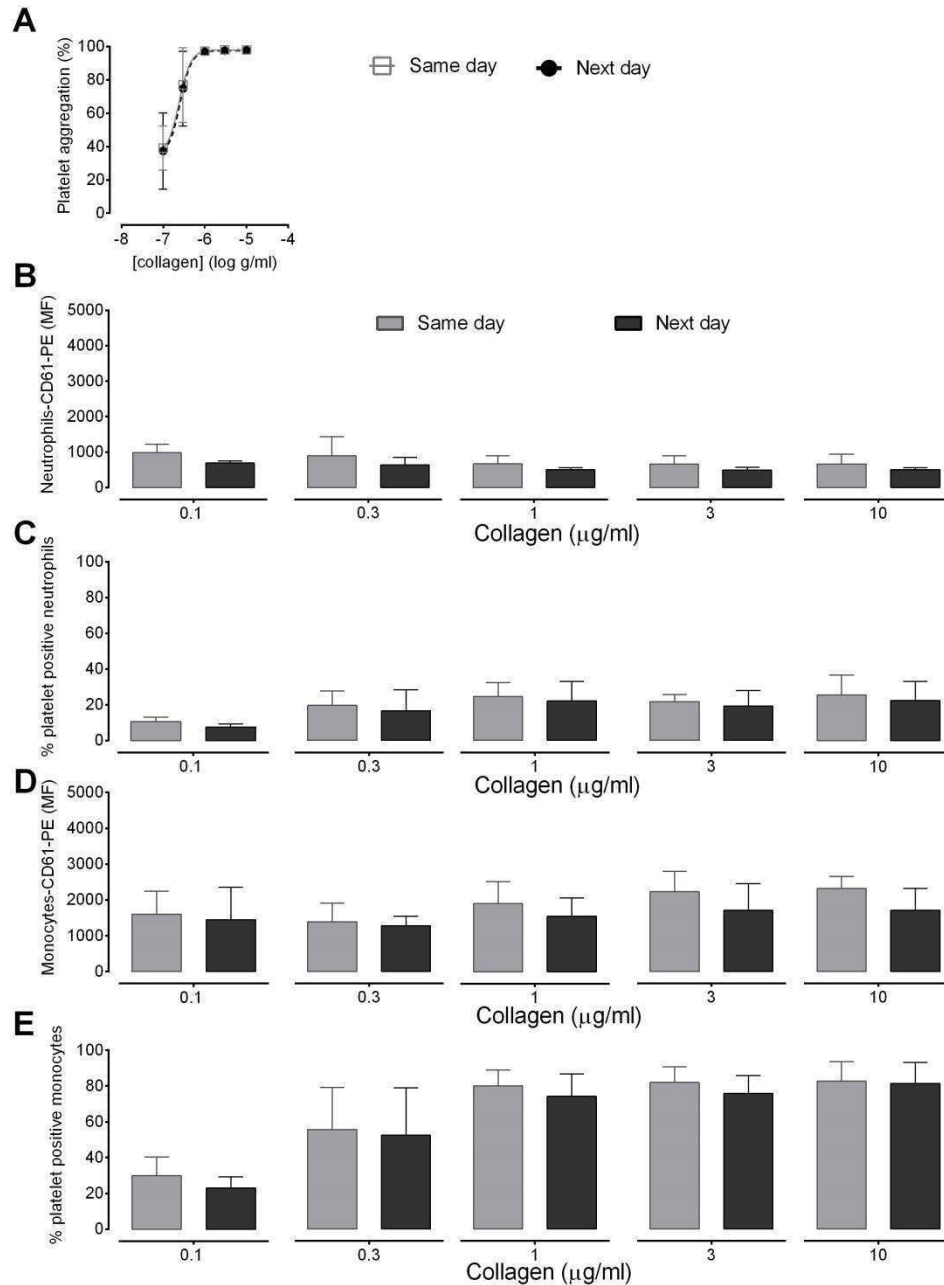 A
Platelet aggregation (%)
100
80
60
40
20
0
-8 -7 -6 -5 -4
[collagen] (log g/ml)
Same day Next day
B
Neutrophils-CD61-PE (MF)
5000
4000
3000
2000
1000
0
Same day Next day
0.1 0.3 1 3 10
Collagen (μg/ml)
C
% platelet positive neutrophils
100
80
60
40
20
0
0.1 0.3 1 3 10
Collagen (μg/ml)
D
Monocytes-CD61-PE (MF)
5000
4000
3000
2000
1000
0
0.1 0.3 1 3 10
Collagen (μg/ml)
E
% platelet positive monocytes
100
80
60
40
20
0
0.1 0.3 1 3 10
Collagen (μg/ml)